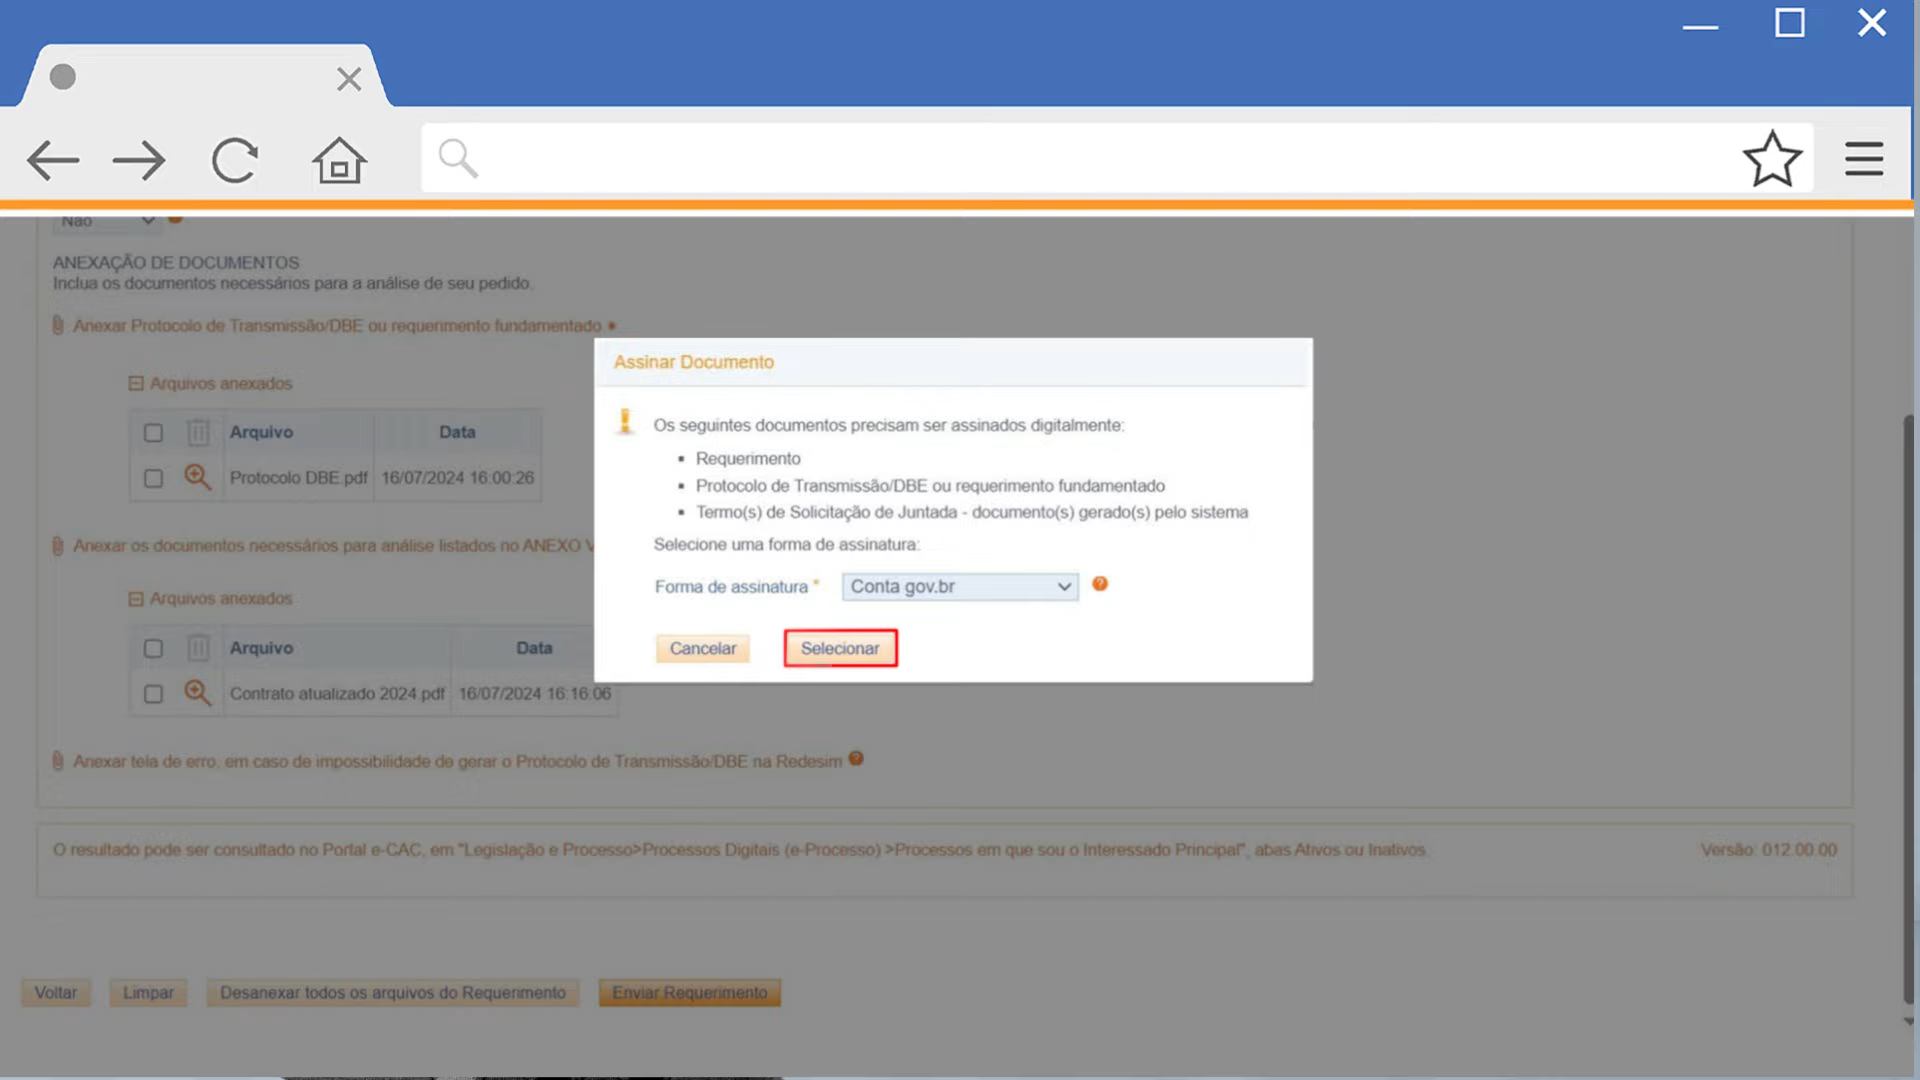 Não
ANEXAÇÃO DE DOCUMENTOS
Inclua os documentos necessários para a análise de seu pedido.
Anexar Protocolo de Transmissão/DBE ou requerimento fundamentado *
Arquivos anexados
Arquivo Data
Protocolo DBE.pdf 16/07/2024 16:00:26
Anexar os documentos necessários para análise listados no ANEXO
Arquivos anexados
Arquivo Data
Contrato atualizado 2024.pdf 16/07/2024 16:16:06
Anexar tela de erro, em caso de impossibilidade de gerar o Protocolo de Transmissão/DBE na Redesim ?
Assinar Documento
Os seguintes documentos precisam ser assinados digitalmente:
▪ Requerimento
▪ Protocolo de Transmissão/DBE ou requerimento fundamentado
▪ Termo(s) de Solicitação de Juntada - documento(s) gerado(s) pelo sistema
Selecione uma forma de assinatura:
Forma de assinatura * Conta gov.br ?
Cancelar Selecionar
O resultado pode ser consultado no Portal e-CAC, em "Legislação e Processo>Processos Digitais (e-Processo) >Processos em que sou o Interessado Principal", abas Ativos ou Inativos. Versão: 012.00.00
Voltar Limpar Desanexar todos os arquivos do Requerimento Enviar Requerimento